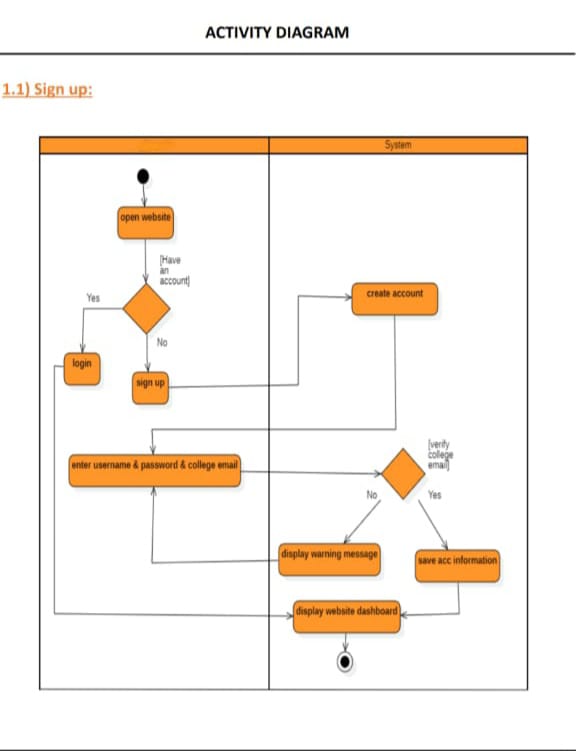 ACTIVITY DIAGRAM
1.1) Sign up:
System
open website
[Have
an
account]
Yes
No
create account
login
sign up
enter username & password & college email
[verify
college
email]
No
Yes
display warning message
save acc information
display website dashboard